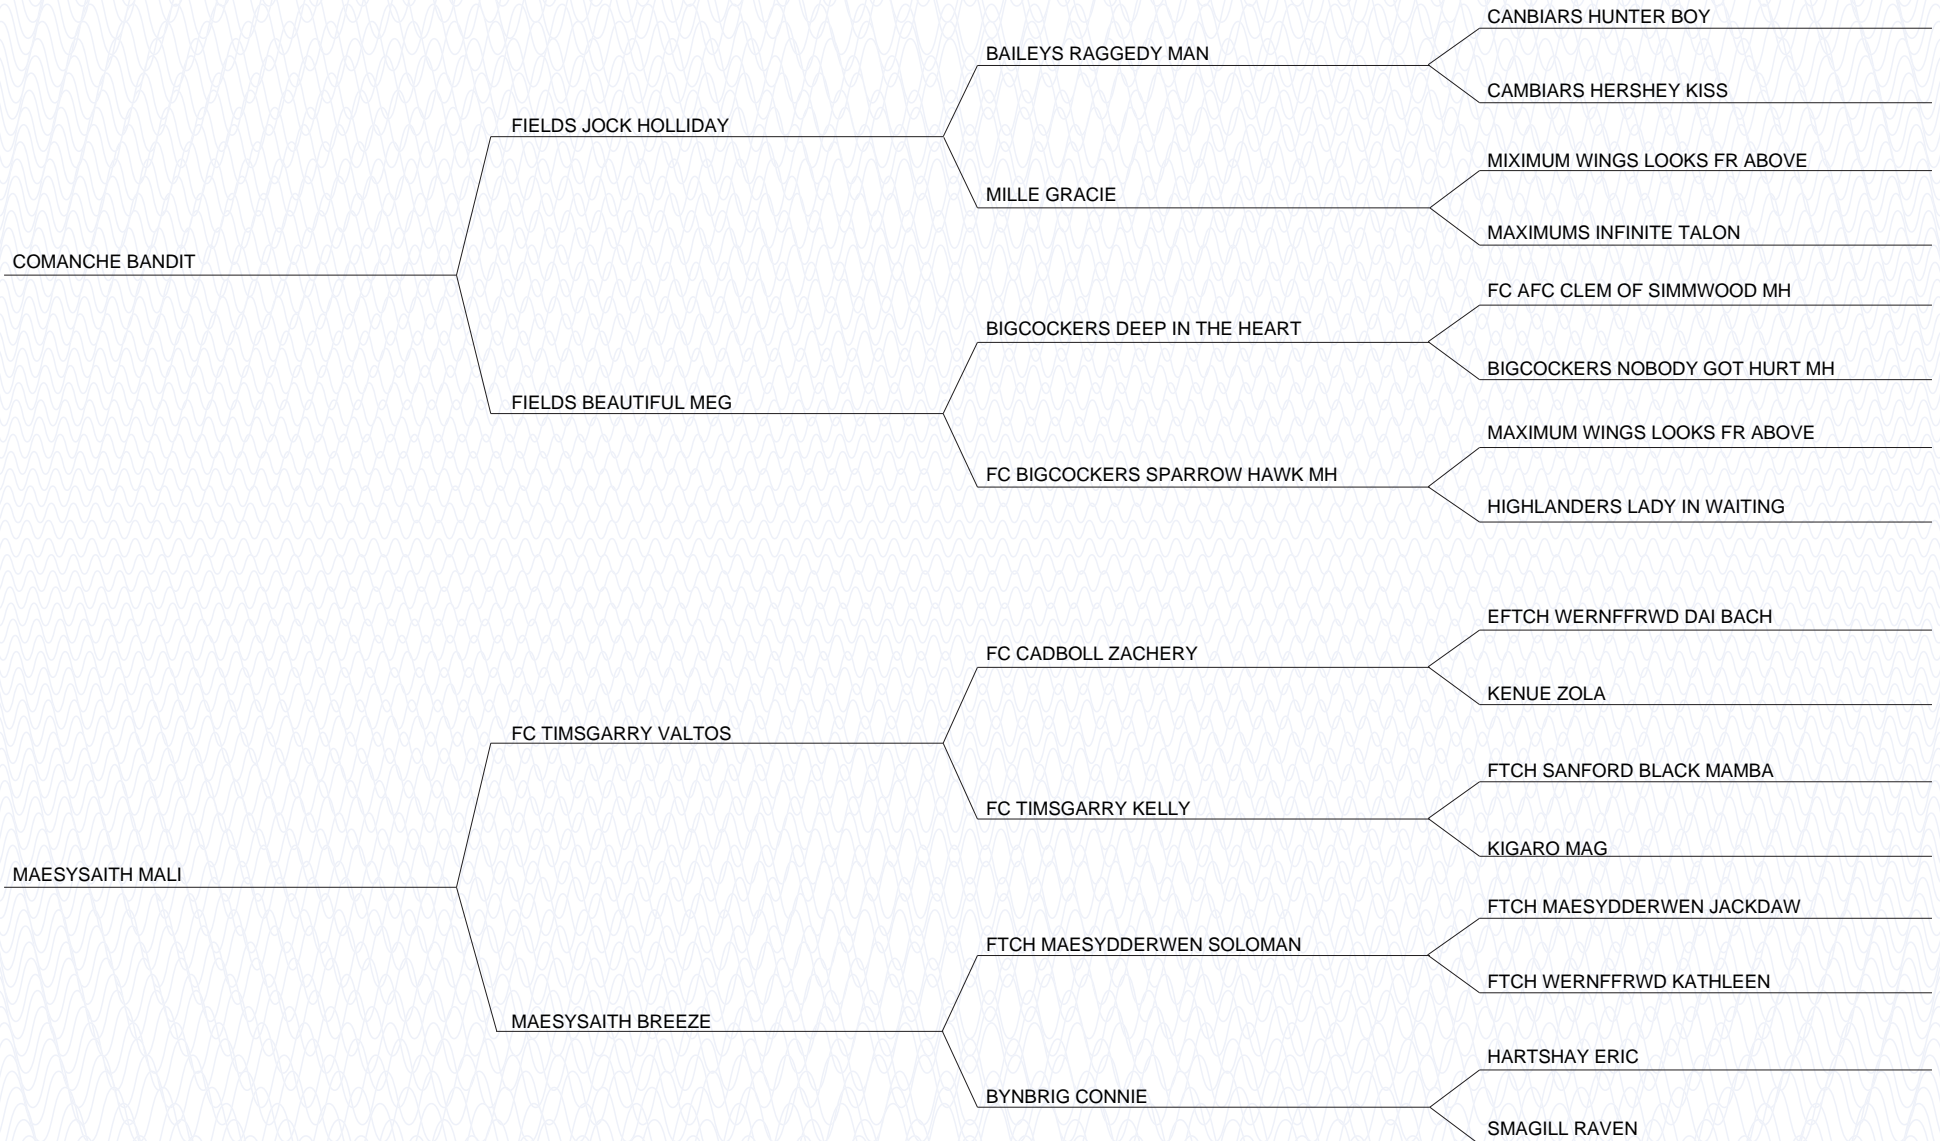 CANBIARS HUNTER BOY
BAILEYS RAGGEDY MAN
CAMBIARS HERSHEY KISS
FIELDS JOCK HOLLIDAY
MIXIMUM WINGS LOOKS FR ABOVE
MILLE GRACIE
MAXIMUMS INFINITE TALON
COMANCHE BANDIT
FC AFC CLEM OF SIMMWOOD MH
BIGCOCKERS DEEP IN THE HEART
BIGCOCKERS NOBODY GOT HURT MH
FIELDS BEAUTIFUL MEG
MAXIMUM WINGS LOOKS FR ABOVE
FC BIGCOCKERS SPARROW HAWK MH
HIGHLANDERS LADY IN WAITING
EFTCH WERNFFRWD DAI BACH
FC CADBOLL ZACHERY
KENUE ZOLA
FC TIMSGARRY VALTOS
FTCH SANFORD BLACK MAMBA
FC TIMSGARRY KELLY
KIGARO MAG
MAESYSAITH MALI
FTCH MAESYDDERWEN JACKDAW
FTCH MAESYDDERWEN SOLOMAN
FTCH WERNFFRWD KATHLEEN
MAESYSAITH BREEZE
HARTSHAY ERIC
BYNBRIG CONNIE
SMAGILL RAVEN